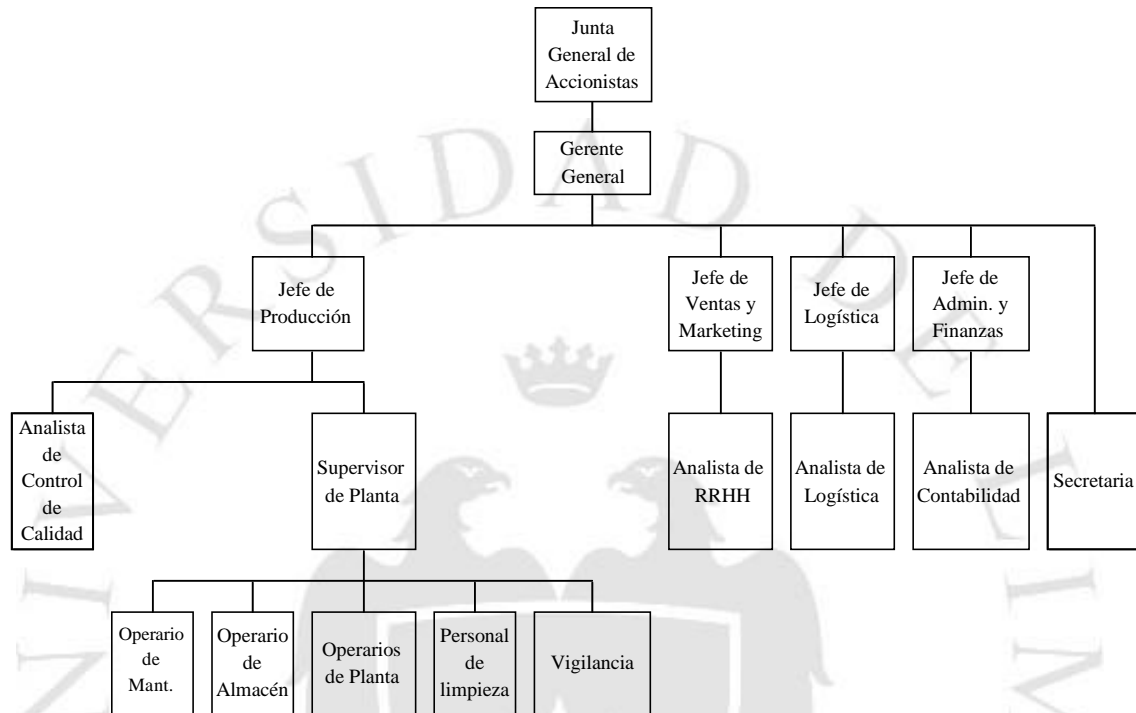 Junta
General de
Accionistas
Gerente
General
Jefe de
Producción
Jefe de
Ventas y
Marketing
Jefe de
Logística
Jefe de
Admin. y
Finanzas
Analista
de
Control
de
Calidad
Supervisor
de Planta
Analista de
RRHH
Analista de
Logística
Analista de
Contabilidad
Secretaria
Operario
de
Mant.
Operario
de
Almacén
Operarios
de Planta
Personal
de
limpieza
Vigilancia